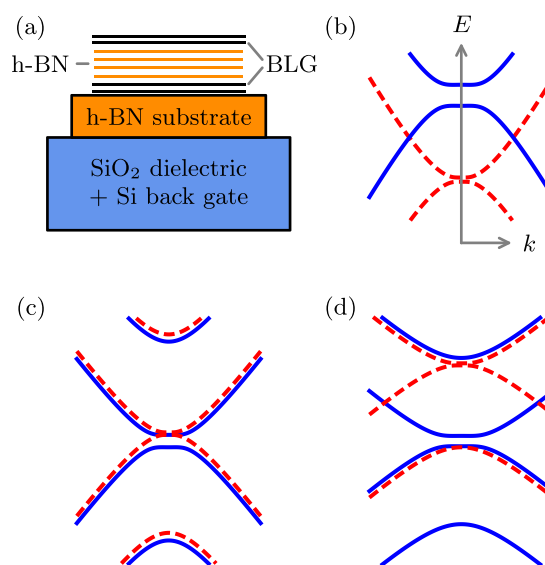 (a)
h-BN
BLG
h-BN substrate
SiO₂ dielectric
+ Si back gate
(b)
E
k
(c)
(d)